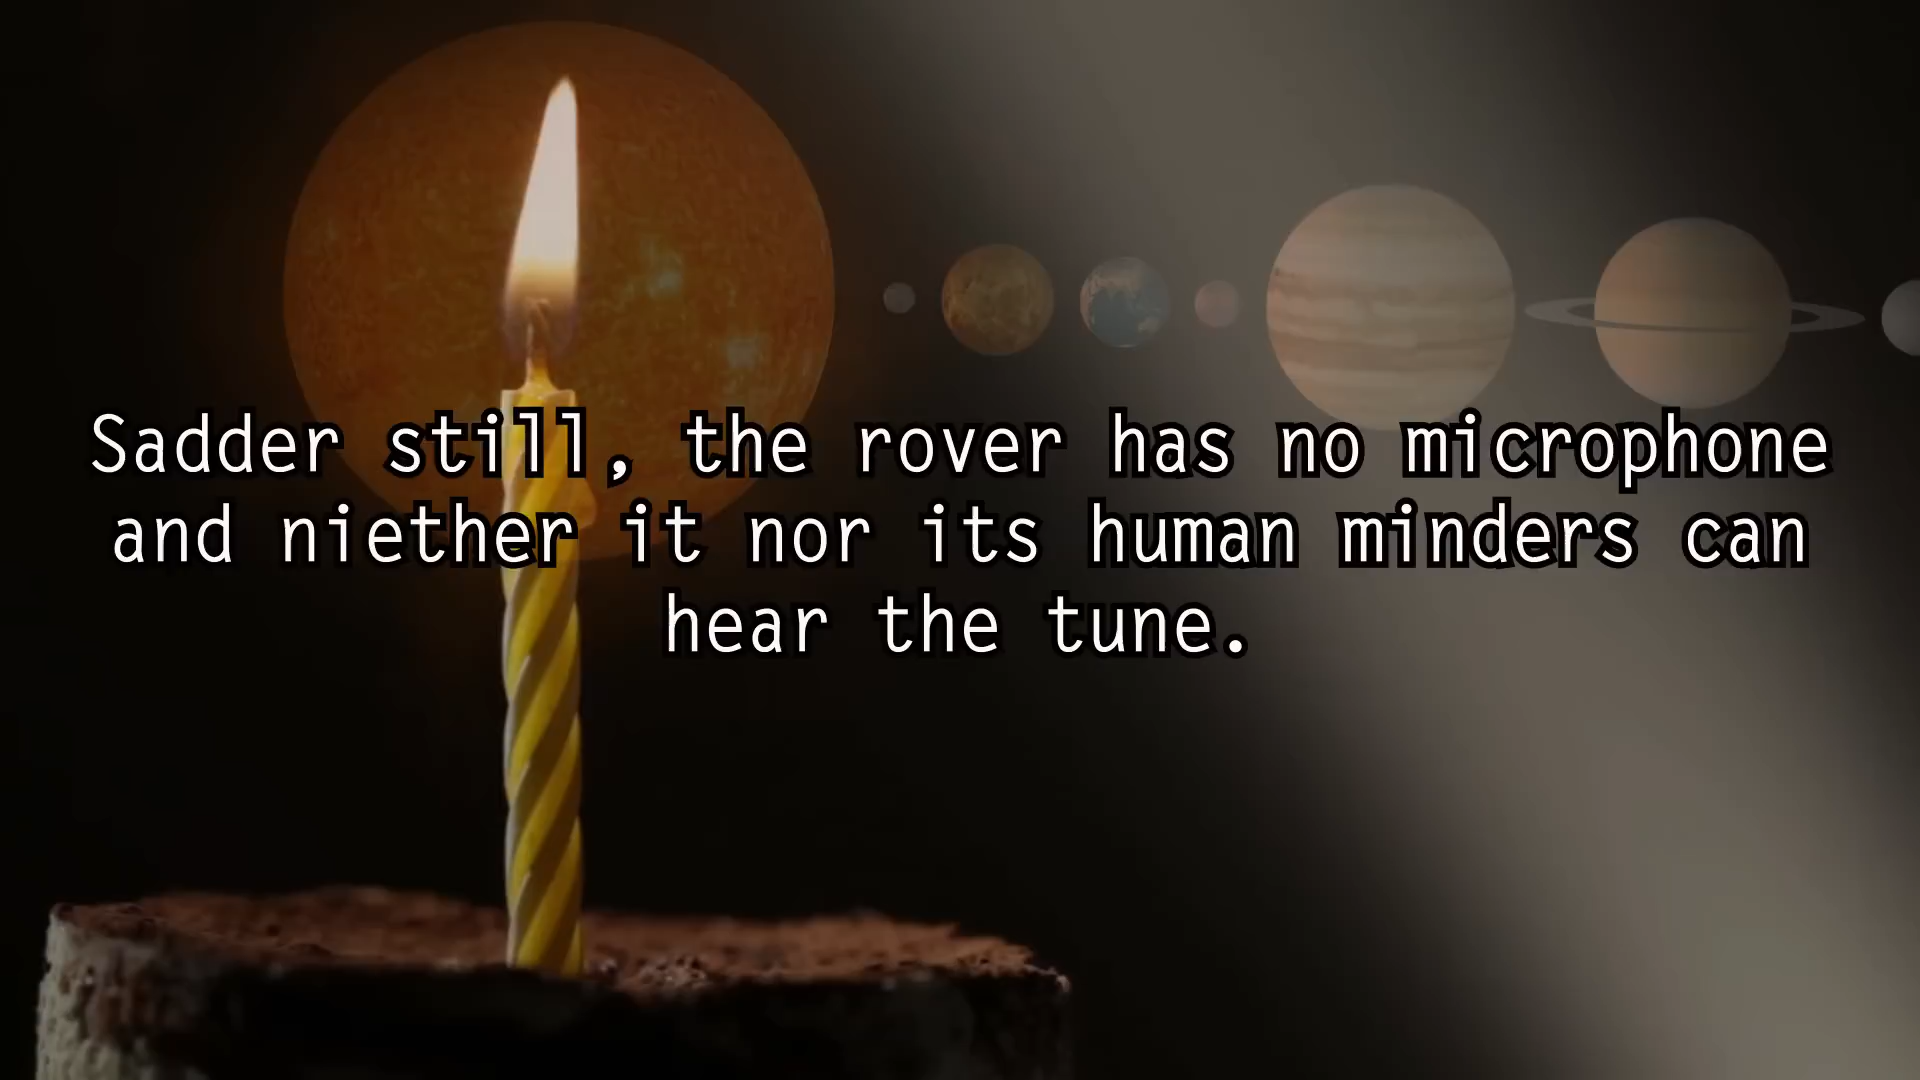 Sadder still, the rover has no microphone
and niether it nor its human minders can
hear the tune.